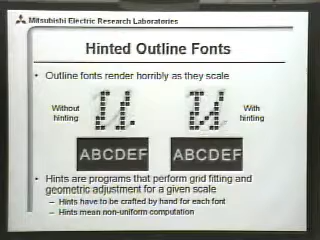 Mitsubishi Electric Research Laboratories
Hinted Outline Fonts
• Outline fonts render horribly as they scale
Without hinting
With hinting
ABCDEF ABCDEF
• Hints are programs that perform grid fitting and
geometric adjustment for a given scale
– Hints have to be crafted by hand for each font
– Hints mean non-uniform computation